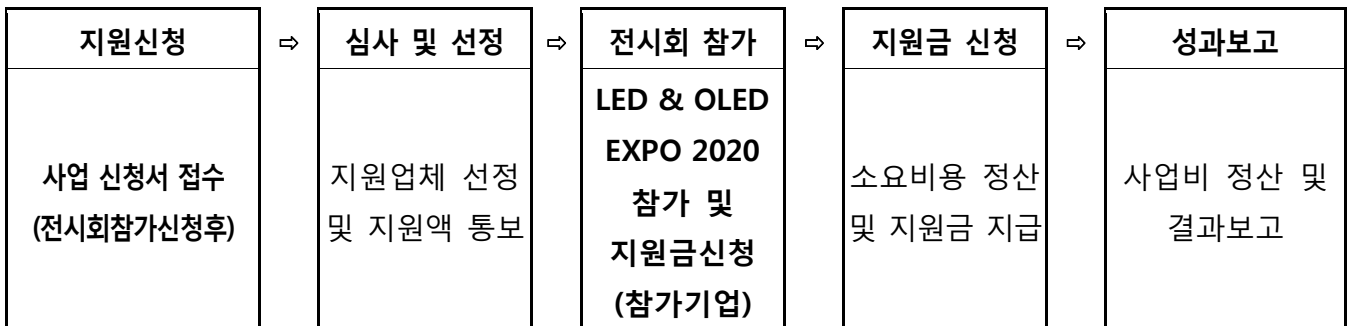 지원신청 ⇨ 심사 및 선정 ⇨ 전시회 참가 ⇨ 지원금 신청 ⇨ 성과보고
사업 신청서 접수
(전시회참가신청후)
지원업체 선정
및 지원액 통보
LED & OLED
EXPO 2020
참가 및
지원금신청
(참가기업)
소요비용 정산
및 지원금 지급
사업비 정산 및
결과보고